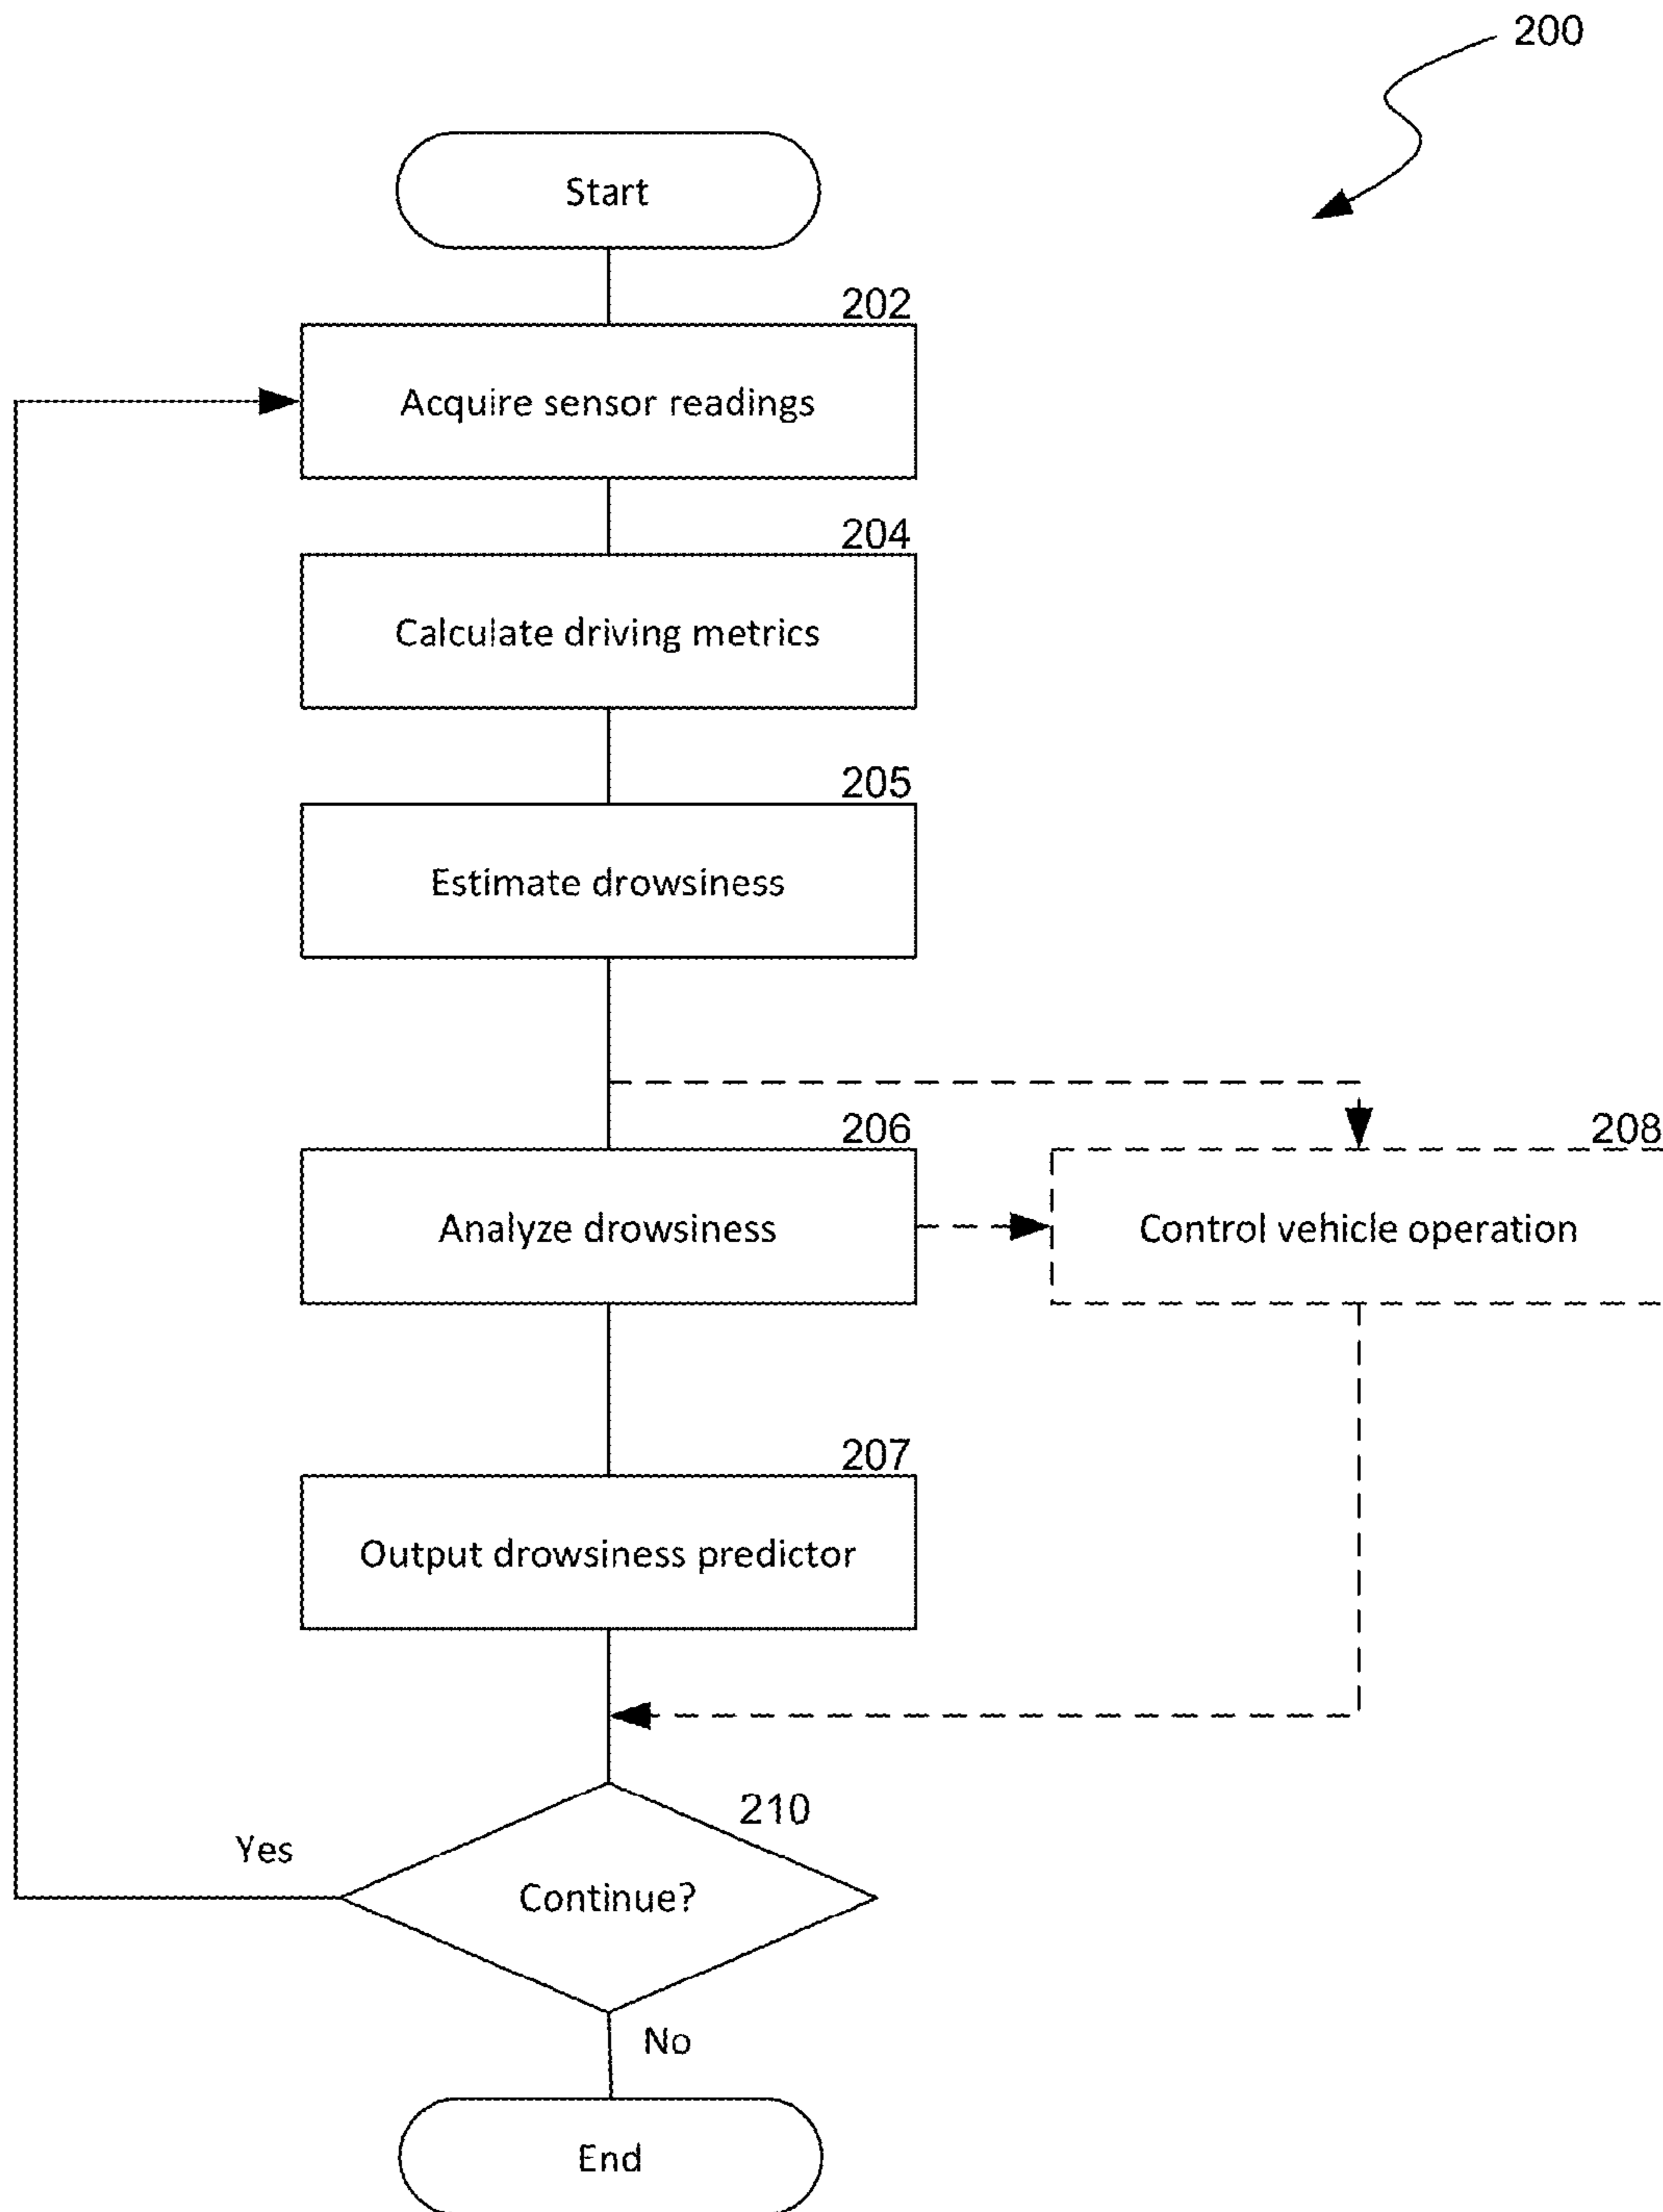 200
Start
202
Acquire sensor readings
204
Calculate driving metrics
205
Estimate drowsiness
206
Analyze drowsiness
208
Control vehicle operation
207
Output drowsiness predictor
210
Yes
Continue?
No
End